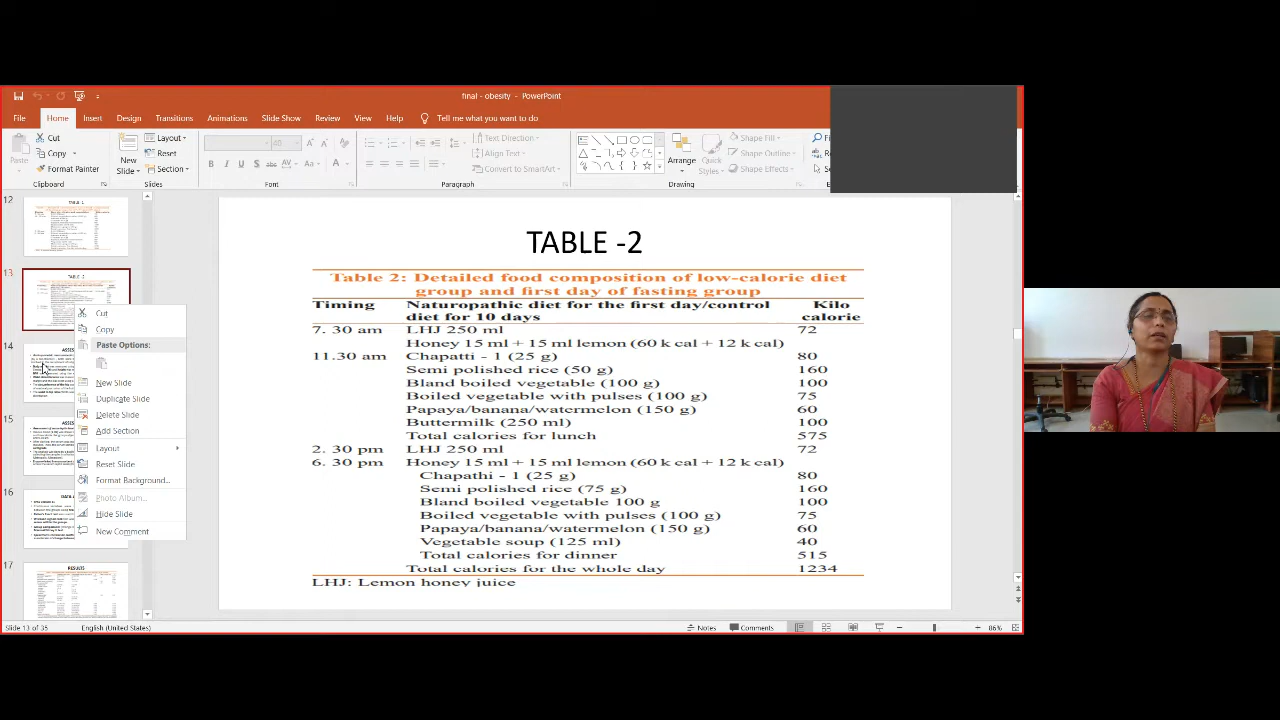 final - obesity - PowerPoint
File Home Insert Design Transitions Animations Slide Show Review View Help Tell me what you want to do
Paste
Cut
Copy
Format Painter
Clipboard
New
Slide
Layout
Reset
Section
Slides
Font
Text Direction
Align Text
Convert to SmartArt
Paragraph
Arrange
Quick
Styles
Shape Fill
Shape Outline
Shape Effects
Drawing
12
TABLE -1
13
14
15
16
17
RESULTS
Cut
Copy
Paste Options:
New Slide
Duplicate Slide
Delete Slide
Add Section
Layout
Reset Slide
Format Background...
Photo Album...
Hide Slide
New Comment
TABLE -2
Table 2: Detailed food composition of low-calorie diet
group and first day of fasting group
Timing Naturopathic diet for the first day/control Kilo
diet for 10 days calorie
7. 30 am LHJ 250 ml 72
Honey 15 ml + 15 ml lemon (60 k cal + 12 k cal)
11.30 am Chapatti - 1 (25 g) 80
Semi polished rice (50 g) 160
Bland boiled vegetable (100 g) 100
Boiled vegetable with pulses (100 g) 75
Papaya/banana/watermelon (150 g) 60
Buttermilk (250 ml) 100
Total calories for lunch 575
2. 30 pm LHJ 250 ml 72
6. 30 pm Honey 15 ml + 15 ml lemon (60 k cal + 12 k cal)
Chapathi - 1 (25 g) 80
Semi polished rice (75 g) 160
Bland boiled vegetable 100 g 100
Boiled vegetable with pulses (100 g) 75
Papaya/banana/watermelon (150 g) 60
Vegetable soup (125 ml) 40
Total calories for dinner 515
Total calories for the whole day 1234
LHJ: Lemon honey juice
Slide 13 of 35 English (United States) Notes Comments 86%